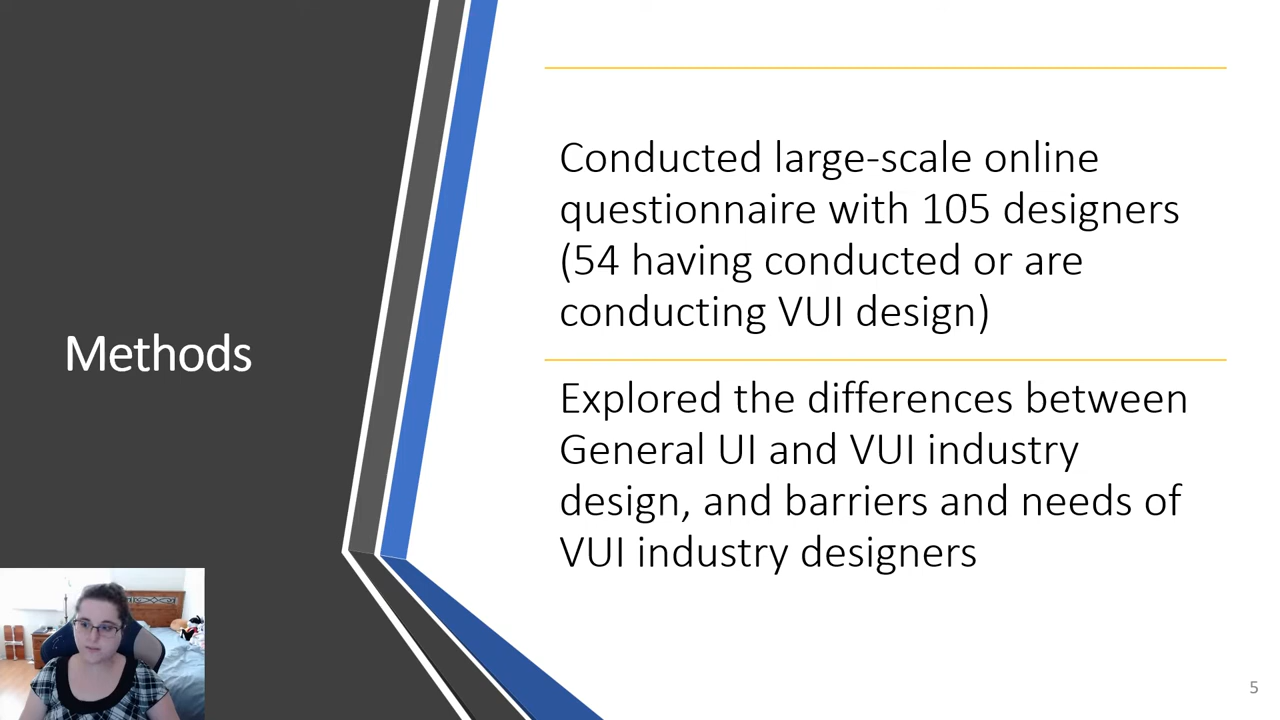 Methods
Conducted large-scale online
questionnaire with 105 designers
(54 having conducted or are
conducting VUI design)
Explored the differences between
General UI and VUI industry
design, and barriers and needs of
VUI industry designers
5